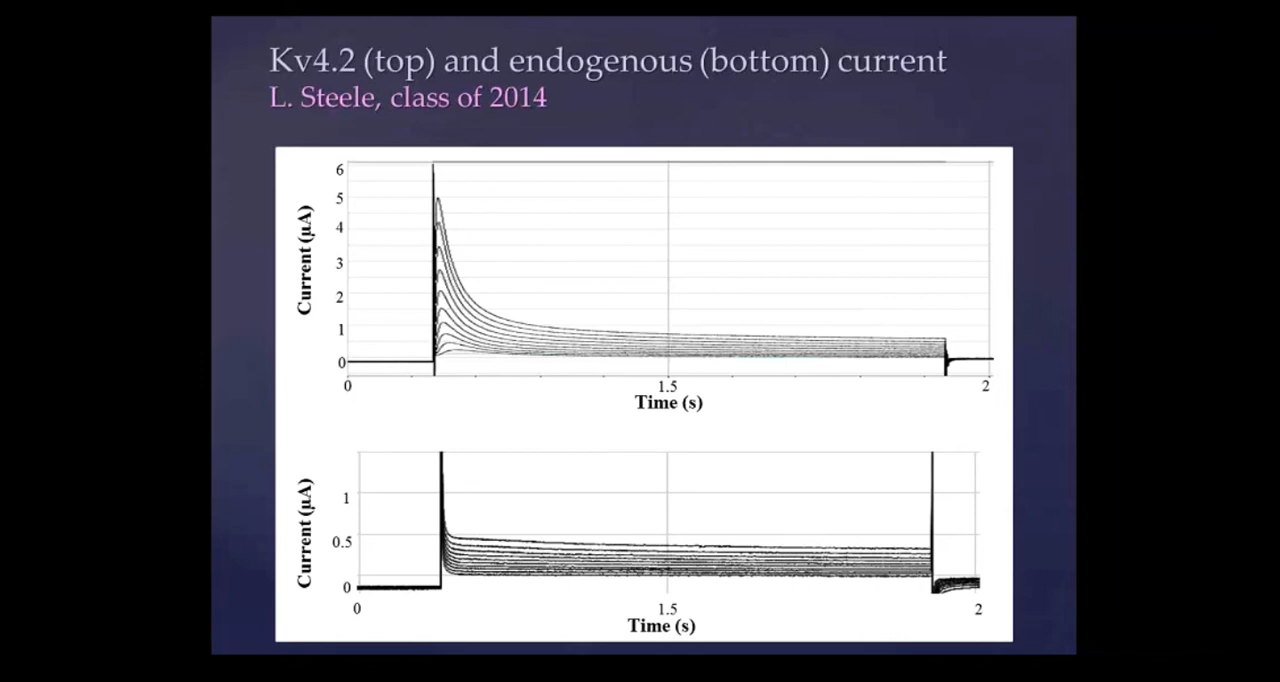 Kv4.2 (top) and endogenous (bottom) current
L. Steele, class of 2014
6
5
4
3
2
1
0
Current (µA)
0 1.5 2
Time (s)
1
0.5
0
Current (µA)
0 1.5 2
Time (s)